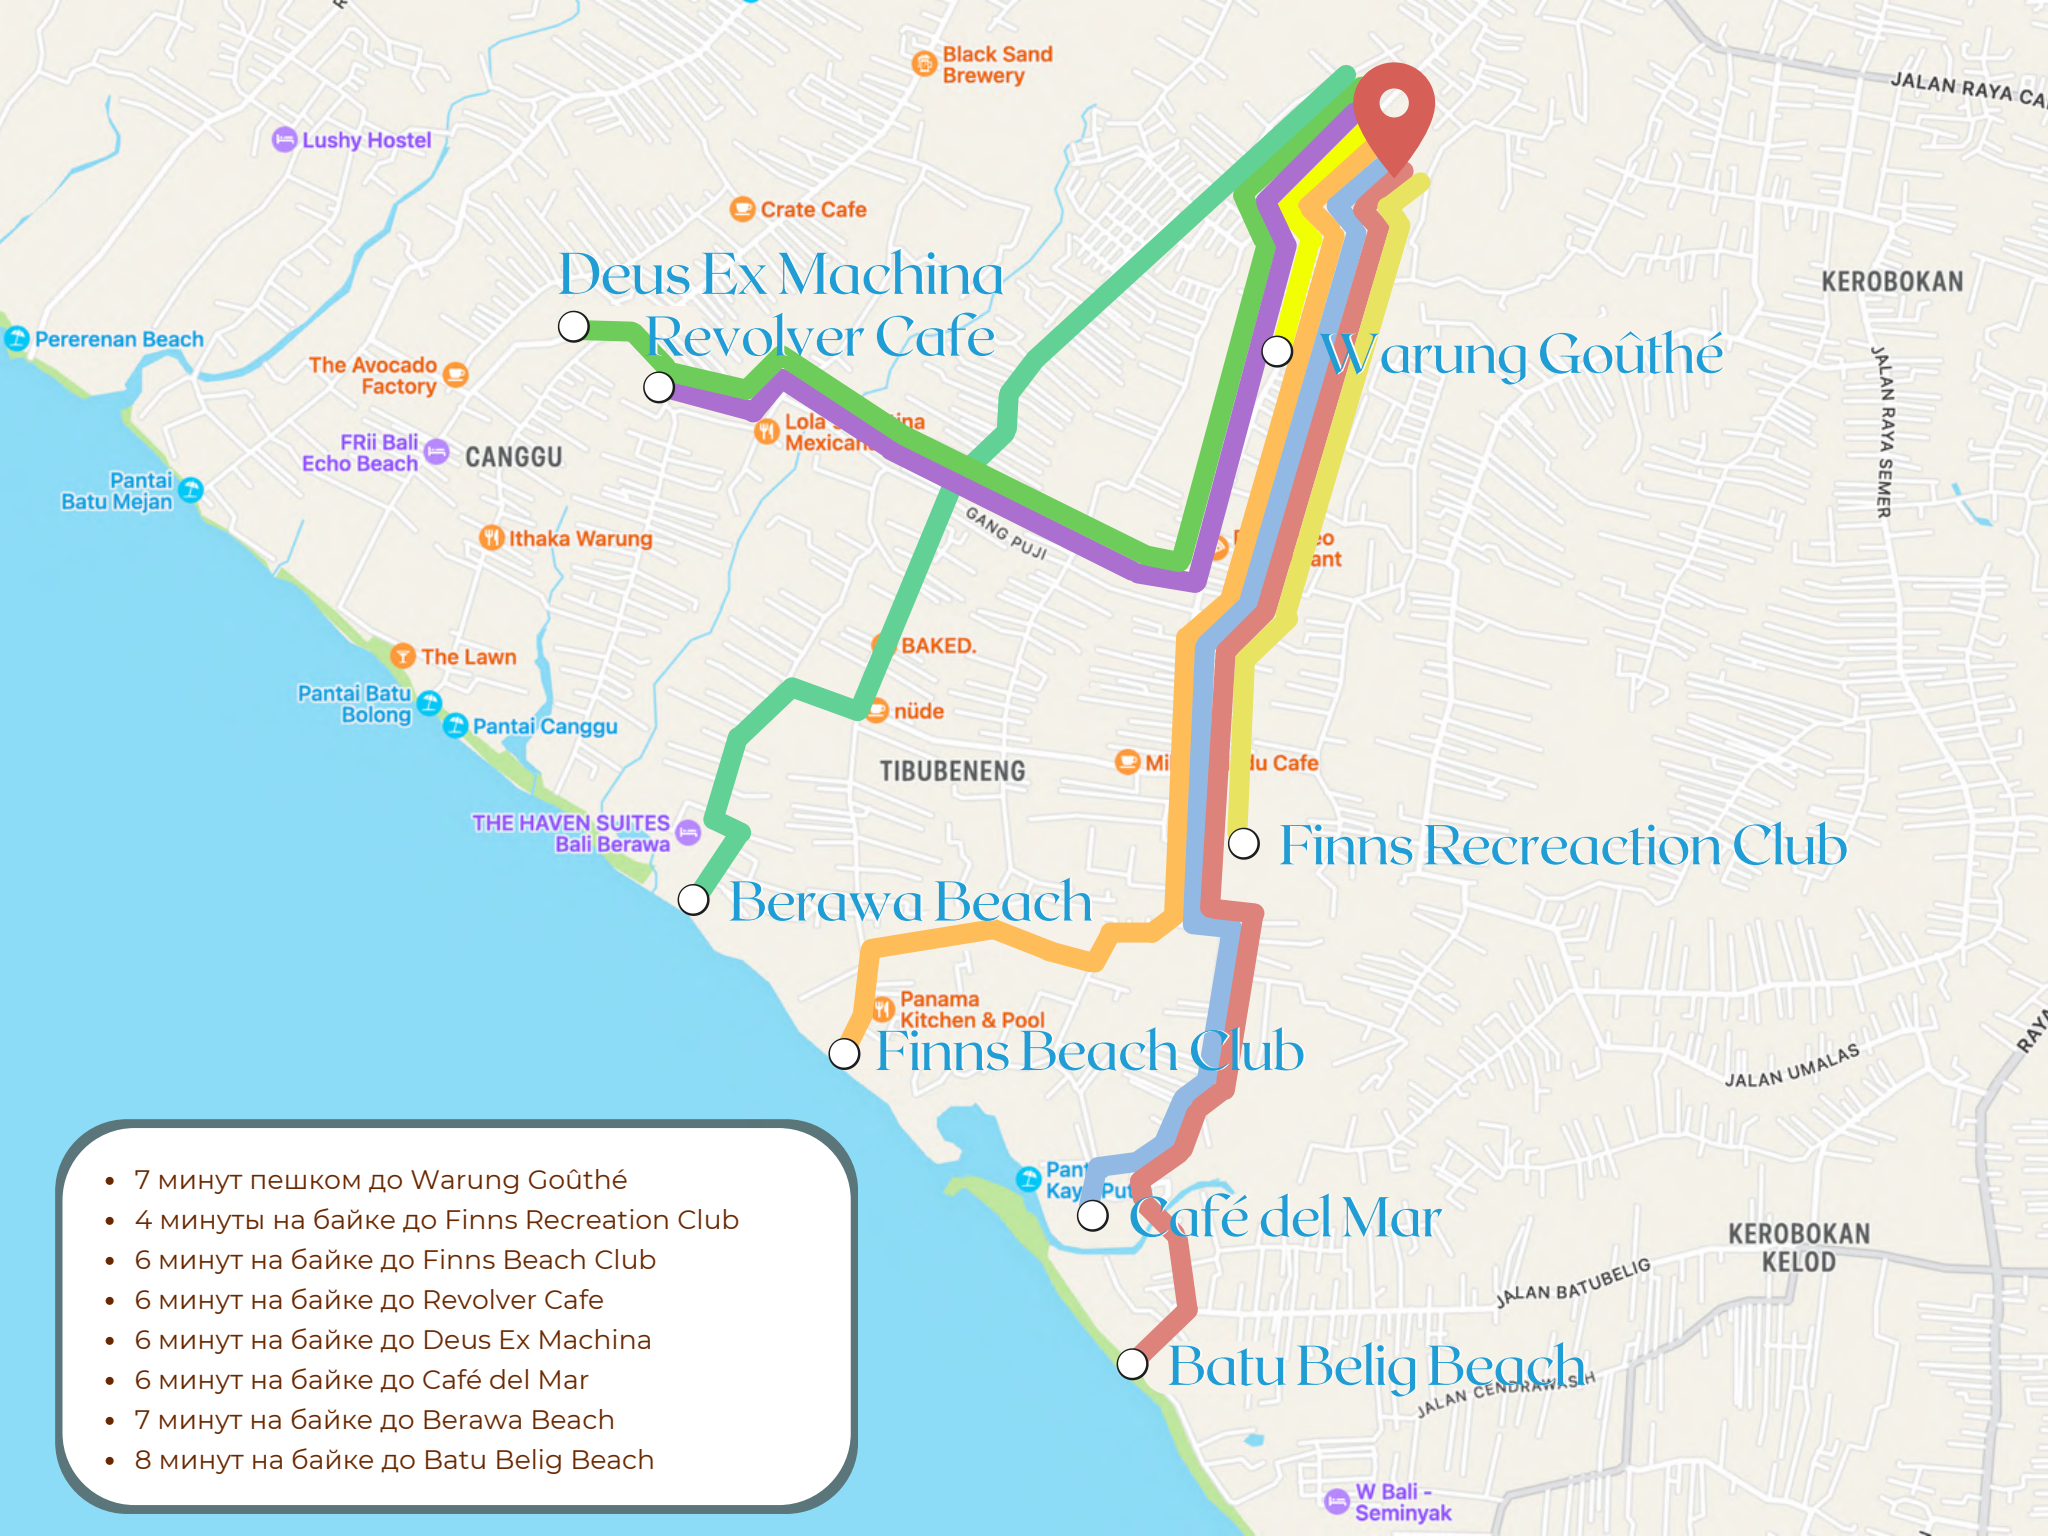 Black Sand
Brewery
JALAN RAYA
Lushy Hostel
Crate Cafe
KEROBOKAN
Deus Ex Machina
Revolver Cafe
Pererenan Beach
Warung Goûthé
The Avocado
Factory
JALAN RAYA SEMER
Lola
Mexican
FRii Bali
Echo Beach
CANGGU
Pantai
Batu Mejan
GANG PUJI
Ithaka Warung
BAKED.
The Lawn
Pantai Batu
Bolong
Pantai Canggu
nüde
TIBUBENENG
Cafe
THE HAVEN SUITES
Bali Berawa
Finns Recreaction Club
Berawa Beach
Panama
Kitchen & Pool
Finns Beach Club
JALAN UMALAS
Café del Mar
KEROBOKAN
KELOD
JALAN BATUBELIG
Batu Belig Beach
JALAN CENDRAWASIH
W Bali -
Seminyak
• 7 минут пешком до Warung Goûthé
• 4 минуты на байке до Finns Recreation Club
• 6 минут на байке до Finns Beach Club
• 6 минут на байке до Revolver Cafe
• 6 минут на байке до Deus Ex Machina
• 6 минут на байке до Café del Mar
• 7 минут на байке до Berawa Beach
• 8 минут на байке до Batu Belig Beach